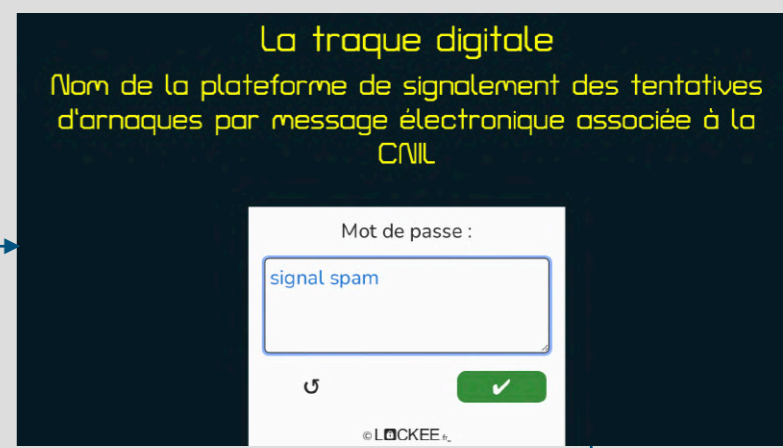 La traque digitale
Nom de la plateforme de signalement des tentatives
d'arnaques par message électronique associée à la
CNIL
Mot de passe :
signal spam
© LOCKEE.fr_